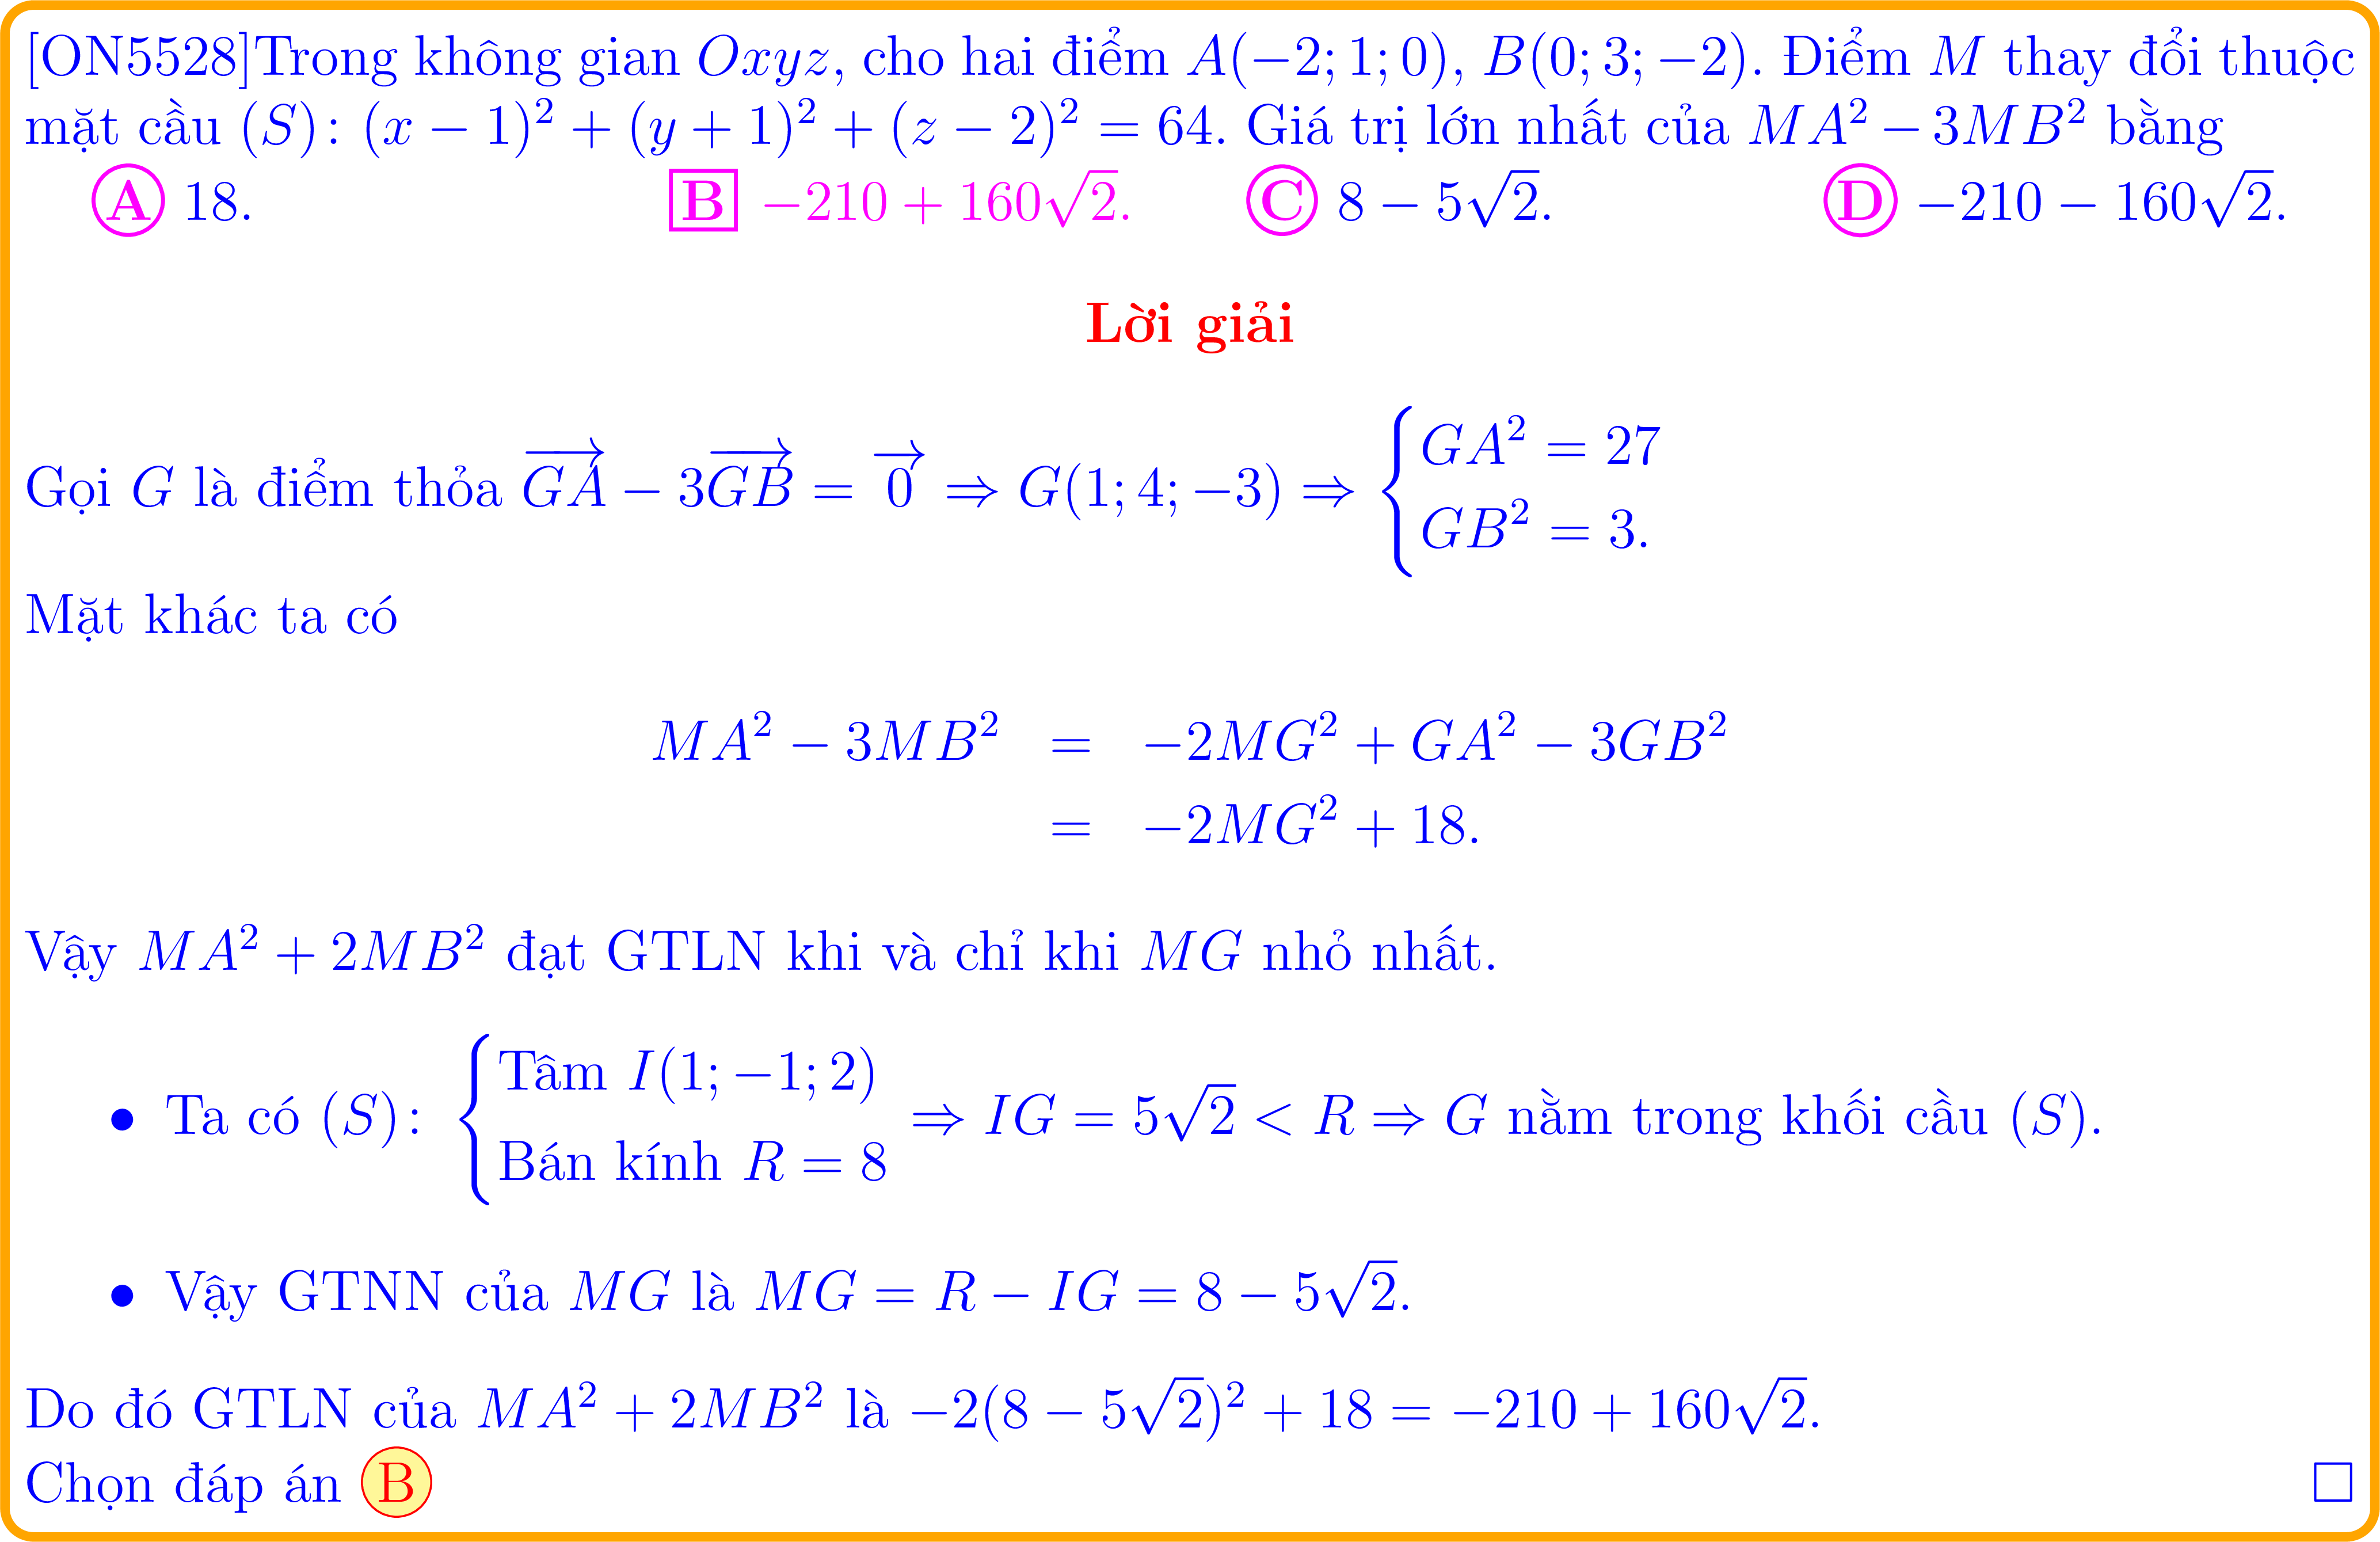 [ON5528]Trong không gian $Oxyz$, cho hai điểm $A(-2;1;0)$, $B(0;3;-2)$. Điểm $M$ thay đổi thuộc
mặt cầu $(S)\colon (x-1)^2+(y+1)^2+(z-2)^2=64$. Giá trị lớn nhất của $MA^2-3MB^2$ bằng
A 18. B $-210+160\sqrt{2}$. C $8-5\sqrt{2}$. D $-210-160\sqrt{2}$.
Lời giải
Gọi $G$ là điểm thỏa $\overrightarrow{GA}-3\overrightarrow{GB}=\overrightarrow{0}\Rightarrow G(1;4;-3)\Rightarrow \begin{cases}GA^2=27\\GB^2=3.\end{cases}$
Mặt khác ta có
$MA^2-3MB^2 = -2MG^2+GA^2-3GB^2$
$= -2MG^2+18.$
Vậy $MA^2+2MB^2$ đạt GTLN khi và chỉ khi $MG$ nhỏ nhất.
• Ta có $(S)\colon \begin{cases}\text{Tâm } I(1;-1;2)\\\text{Bán kính } R=8\end{cases}\Rightarrow IG=5\sqrt{2}<R\Rightarrow G$ nằm trong khối cầu $(S)$.
• Vậy GTNN của $MG$ là $MG=R-IG=8-5\sqrt{2}$.
Do đó GTLN của $MA^2+2MB^2$ là $-2(8-5\sqrt{2})^2+18=-210+160\sqrt{2}$.
Chọn đáp án B □